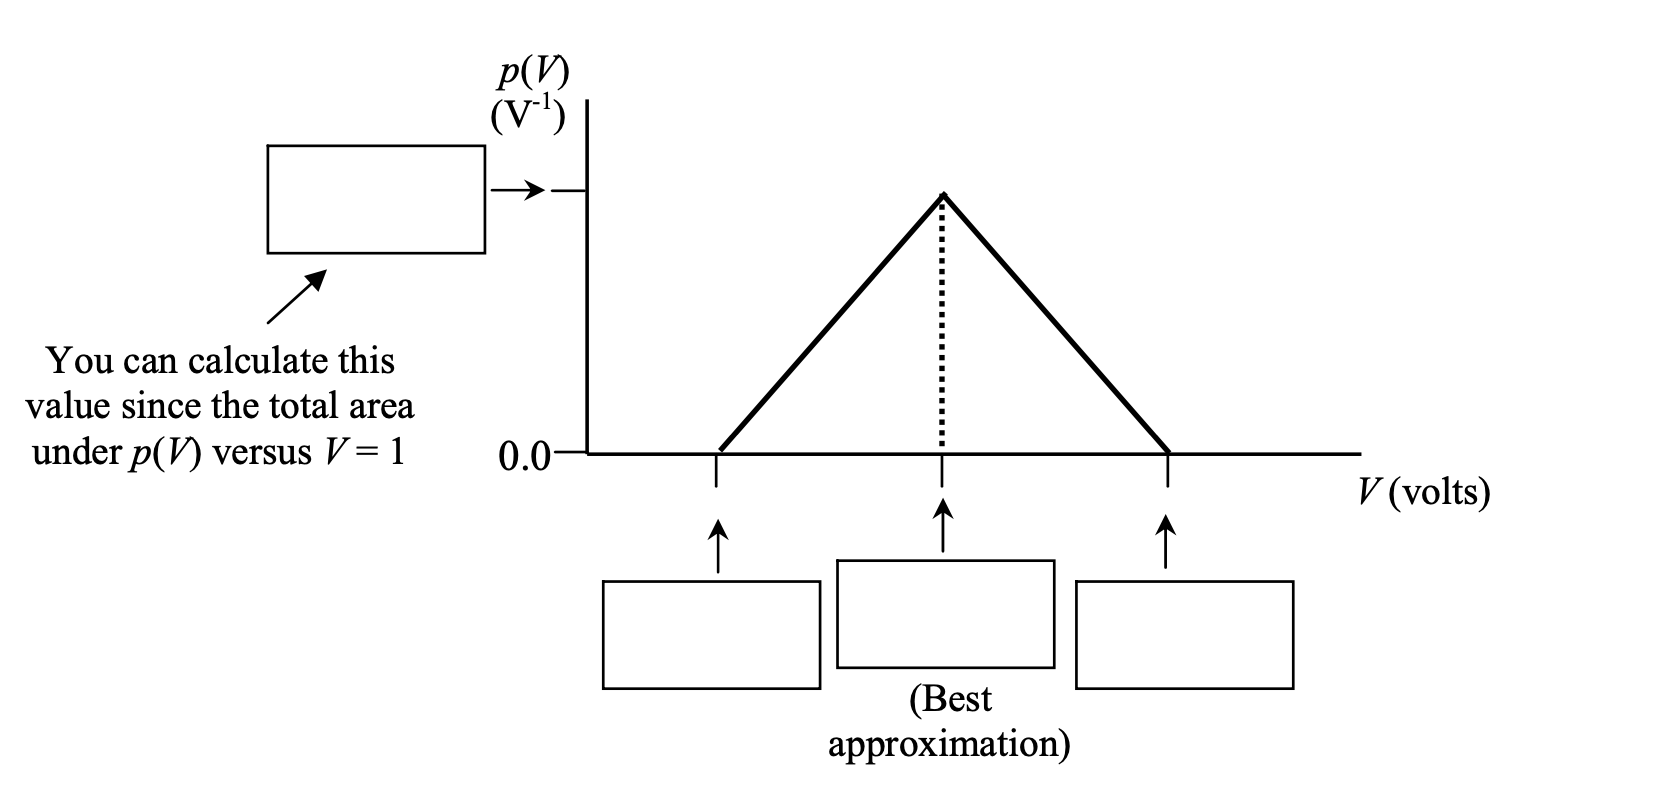 p(V)
(V⁻¹)
You can calculate this
value since the total area
under p(V) versus V = 1
0.0
V (volts)
(Best
approximation)